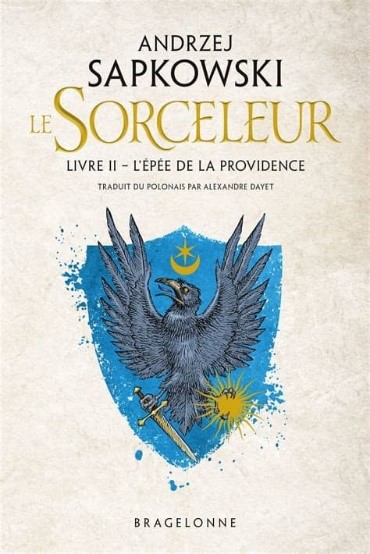 ANDRZEJ
SAPKOWSKI
LE SORCELEUR
LIVRE II – L'ÉPÉE DE LA PROVIDENCE
TRADUIT DU POLONAIS PAR ALEXANDRE DAYET
BRAGELONNE